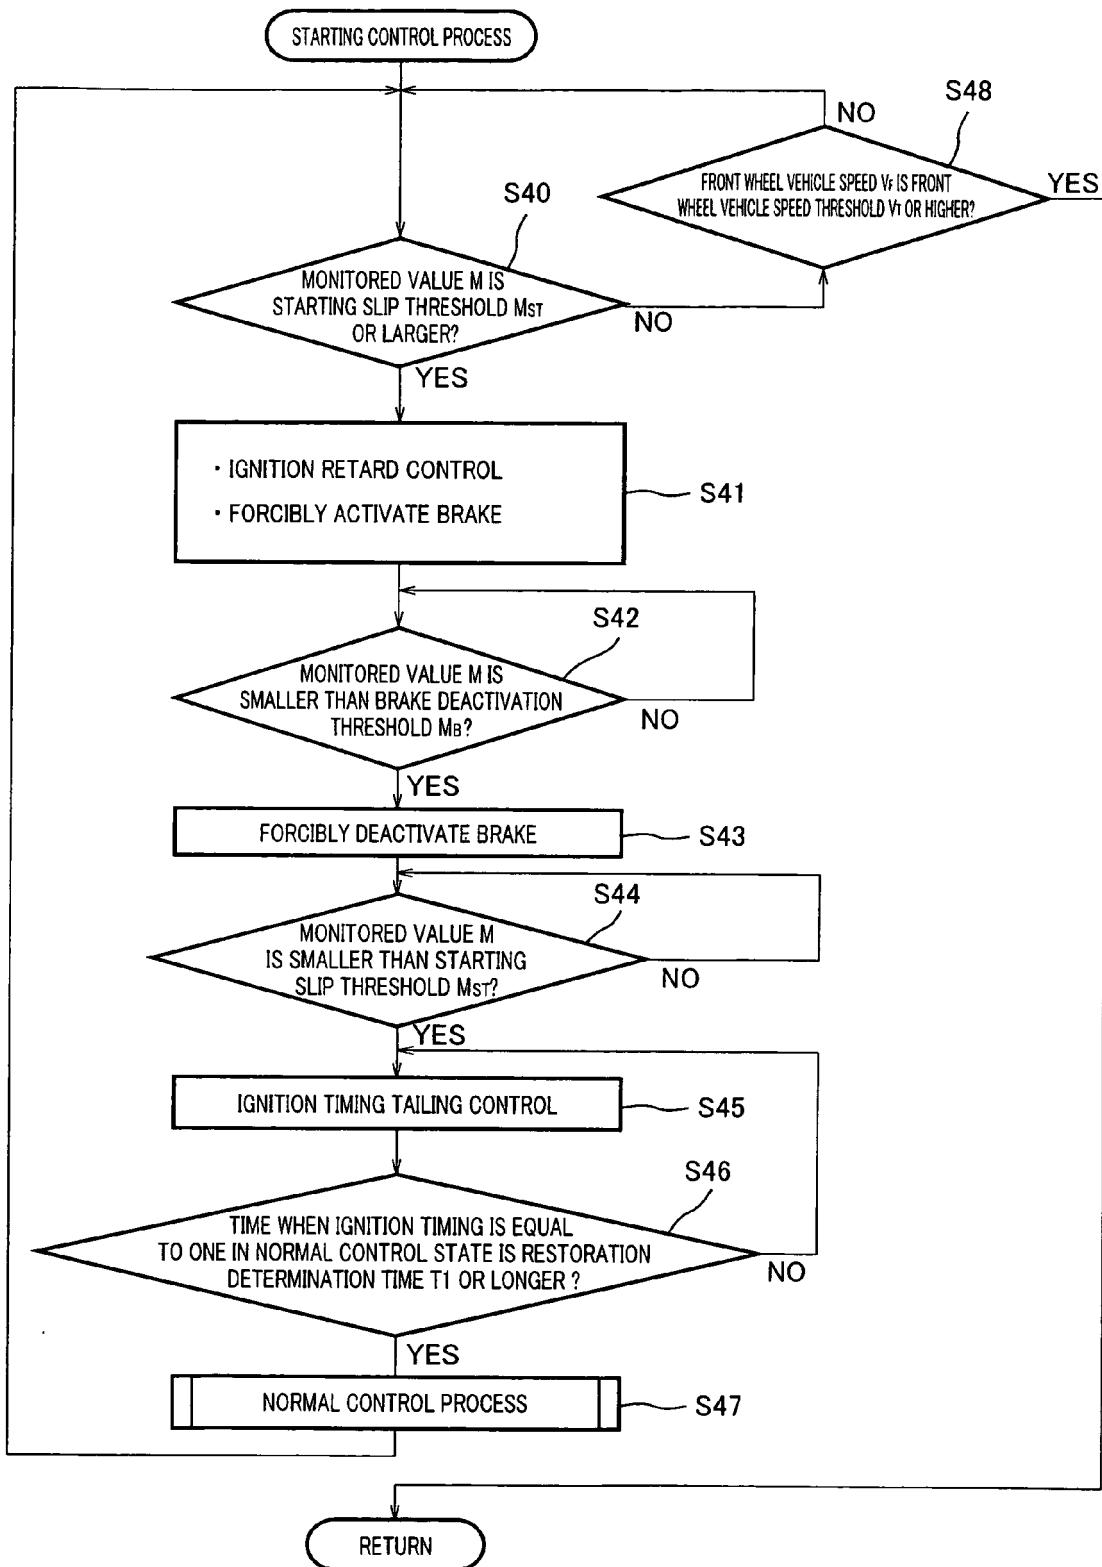 STARTING CONTROL PROCESS
S48
NO
FRONT WHEEL VEHICLE SPEED VF IS FRONT
WHEEL VEHICLE SPEED THRESHOLD VT OR HIGHER?
YES
S40
MONITORED VALUE M IS
STARTING SLIP THRESHOLD MST
OR LARGER?
NO
YES
・IGNITION RETARD CONTROL
・FORCIBLY ACTIVATE BRAKE
S41
S42
MONITORED VALUE M IS
SMALLER THAN BRAKE DEACTIVATION
THRESHOLD MB?
NO
YES
FORCIBLY DEACTIVATE BRAKE
S43
S44
MONITORED VALUE M
IS SMALLER THAN STARTING
SLIP THRESHOLD MST?
NO
YES
IGNITION TIMING TAILING CONTROL
S45
S46
TIME WHEN IGNITION TIMING IS EQUAL
TO ONE IN NORMAL CONTROL STATE IS RESTORATION
DETERMINATION TIME T1 OR LONGER ?
NO
YES
NORMAL CONTROL PROCESS
S47
RETURN